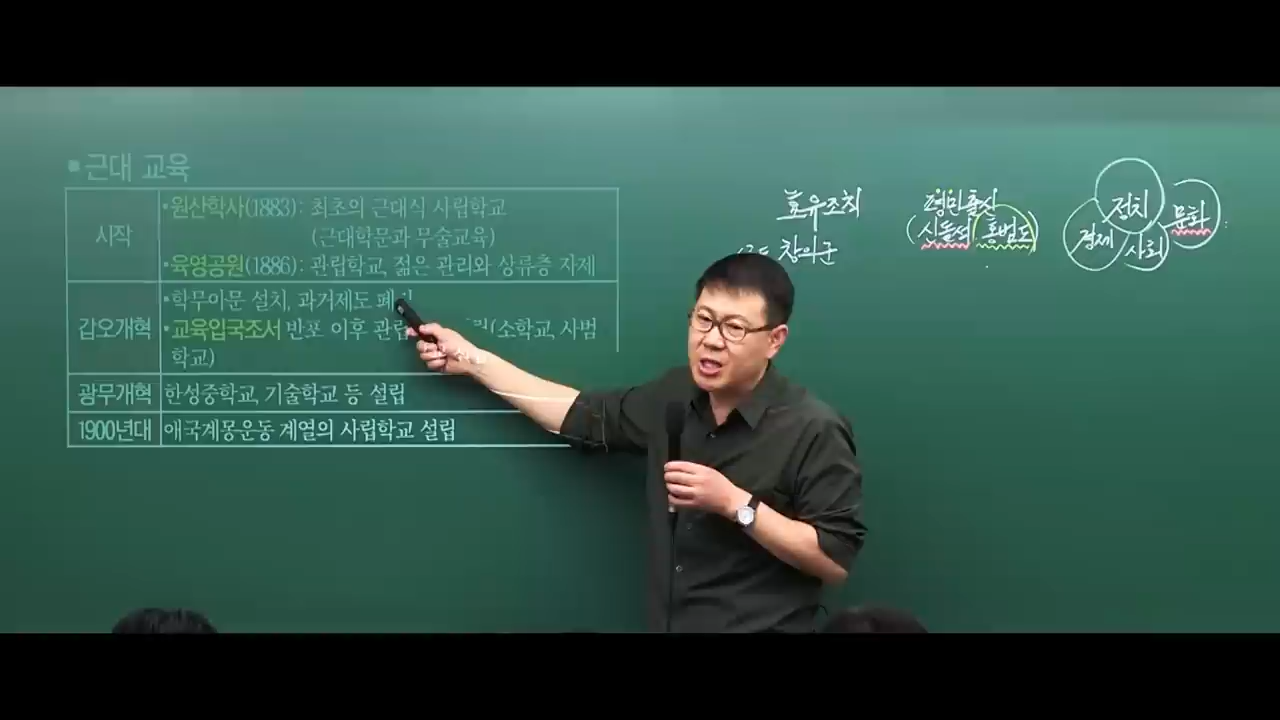 ▪근대 교육
시작
▪원산학사(1883): 최초의 근대식 사립학교
(근대학문과 무술교육)
▪육영공원(1886): 관립학교, 젊은 관리와 상류층 자제
갑오개혁
▪학무아문 설치, 과거제도
▪교육입국조서 반포 이후 (소학교, 사범
학교)
광무개혁
한성중학교, 기술학교 등 설립
1900년대
애국계몽운동 계열의 사립학교 설립
효유조칙
창의군
평민출신
(신돌석 홍범도)
정치
경제
사회
문화